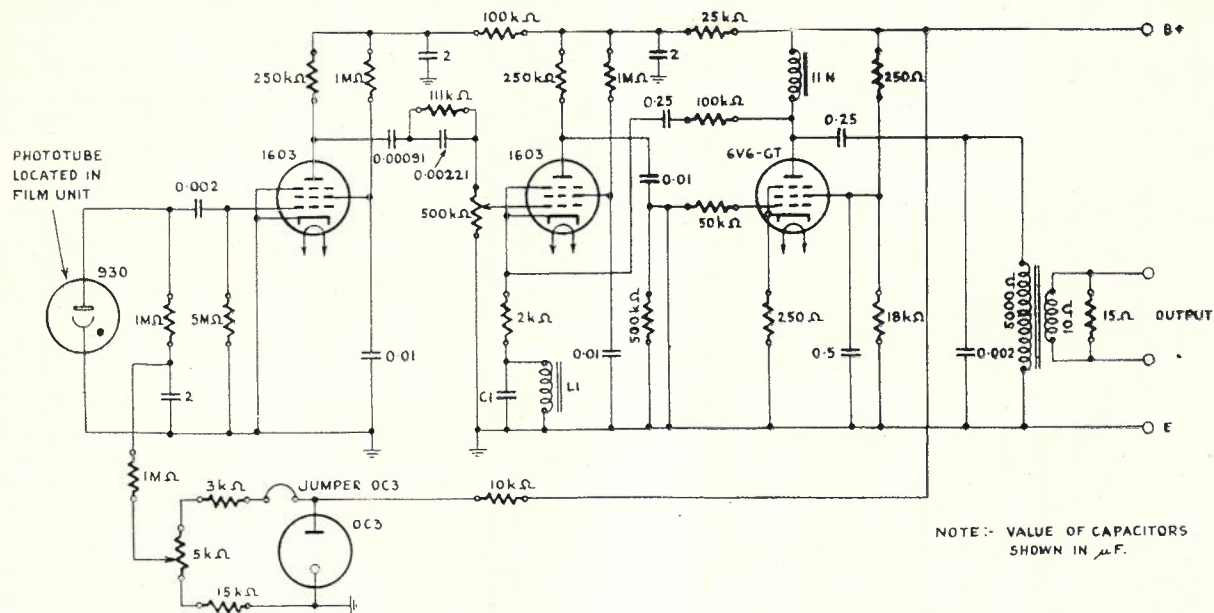 100kΩ
25kΩ
B+
250kΩ
1MΩ
2
250kΩ
1MΩ
2
11H
250Ω
111kΩ
0·25
100kΩ
0·25
PHOTOTUBE
LOCATED IN
FILM UNIT
1603
0·00091
0·00221
1603
6V6-GT
0·002
0·01
500kΩ
50kΩ
930
1MΩ
5MΩ
2kΩ
500kΩ
250Ω
18kΩ
5000Ω
10Ω
15Ω
OUTPUT
0·01
0·01
0·5
0·002
2
C1
L1
E
1MΩ
3kΩ
JUMPER OC3
10kΩ
OC3
5kΩ
15kΩ
NOTE:- VALUE OF CAPACITORS
SHOWN IN µF.